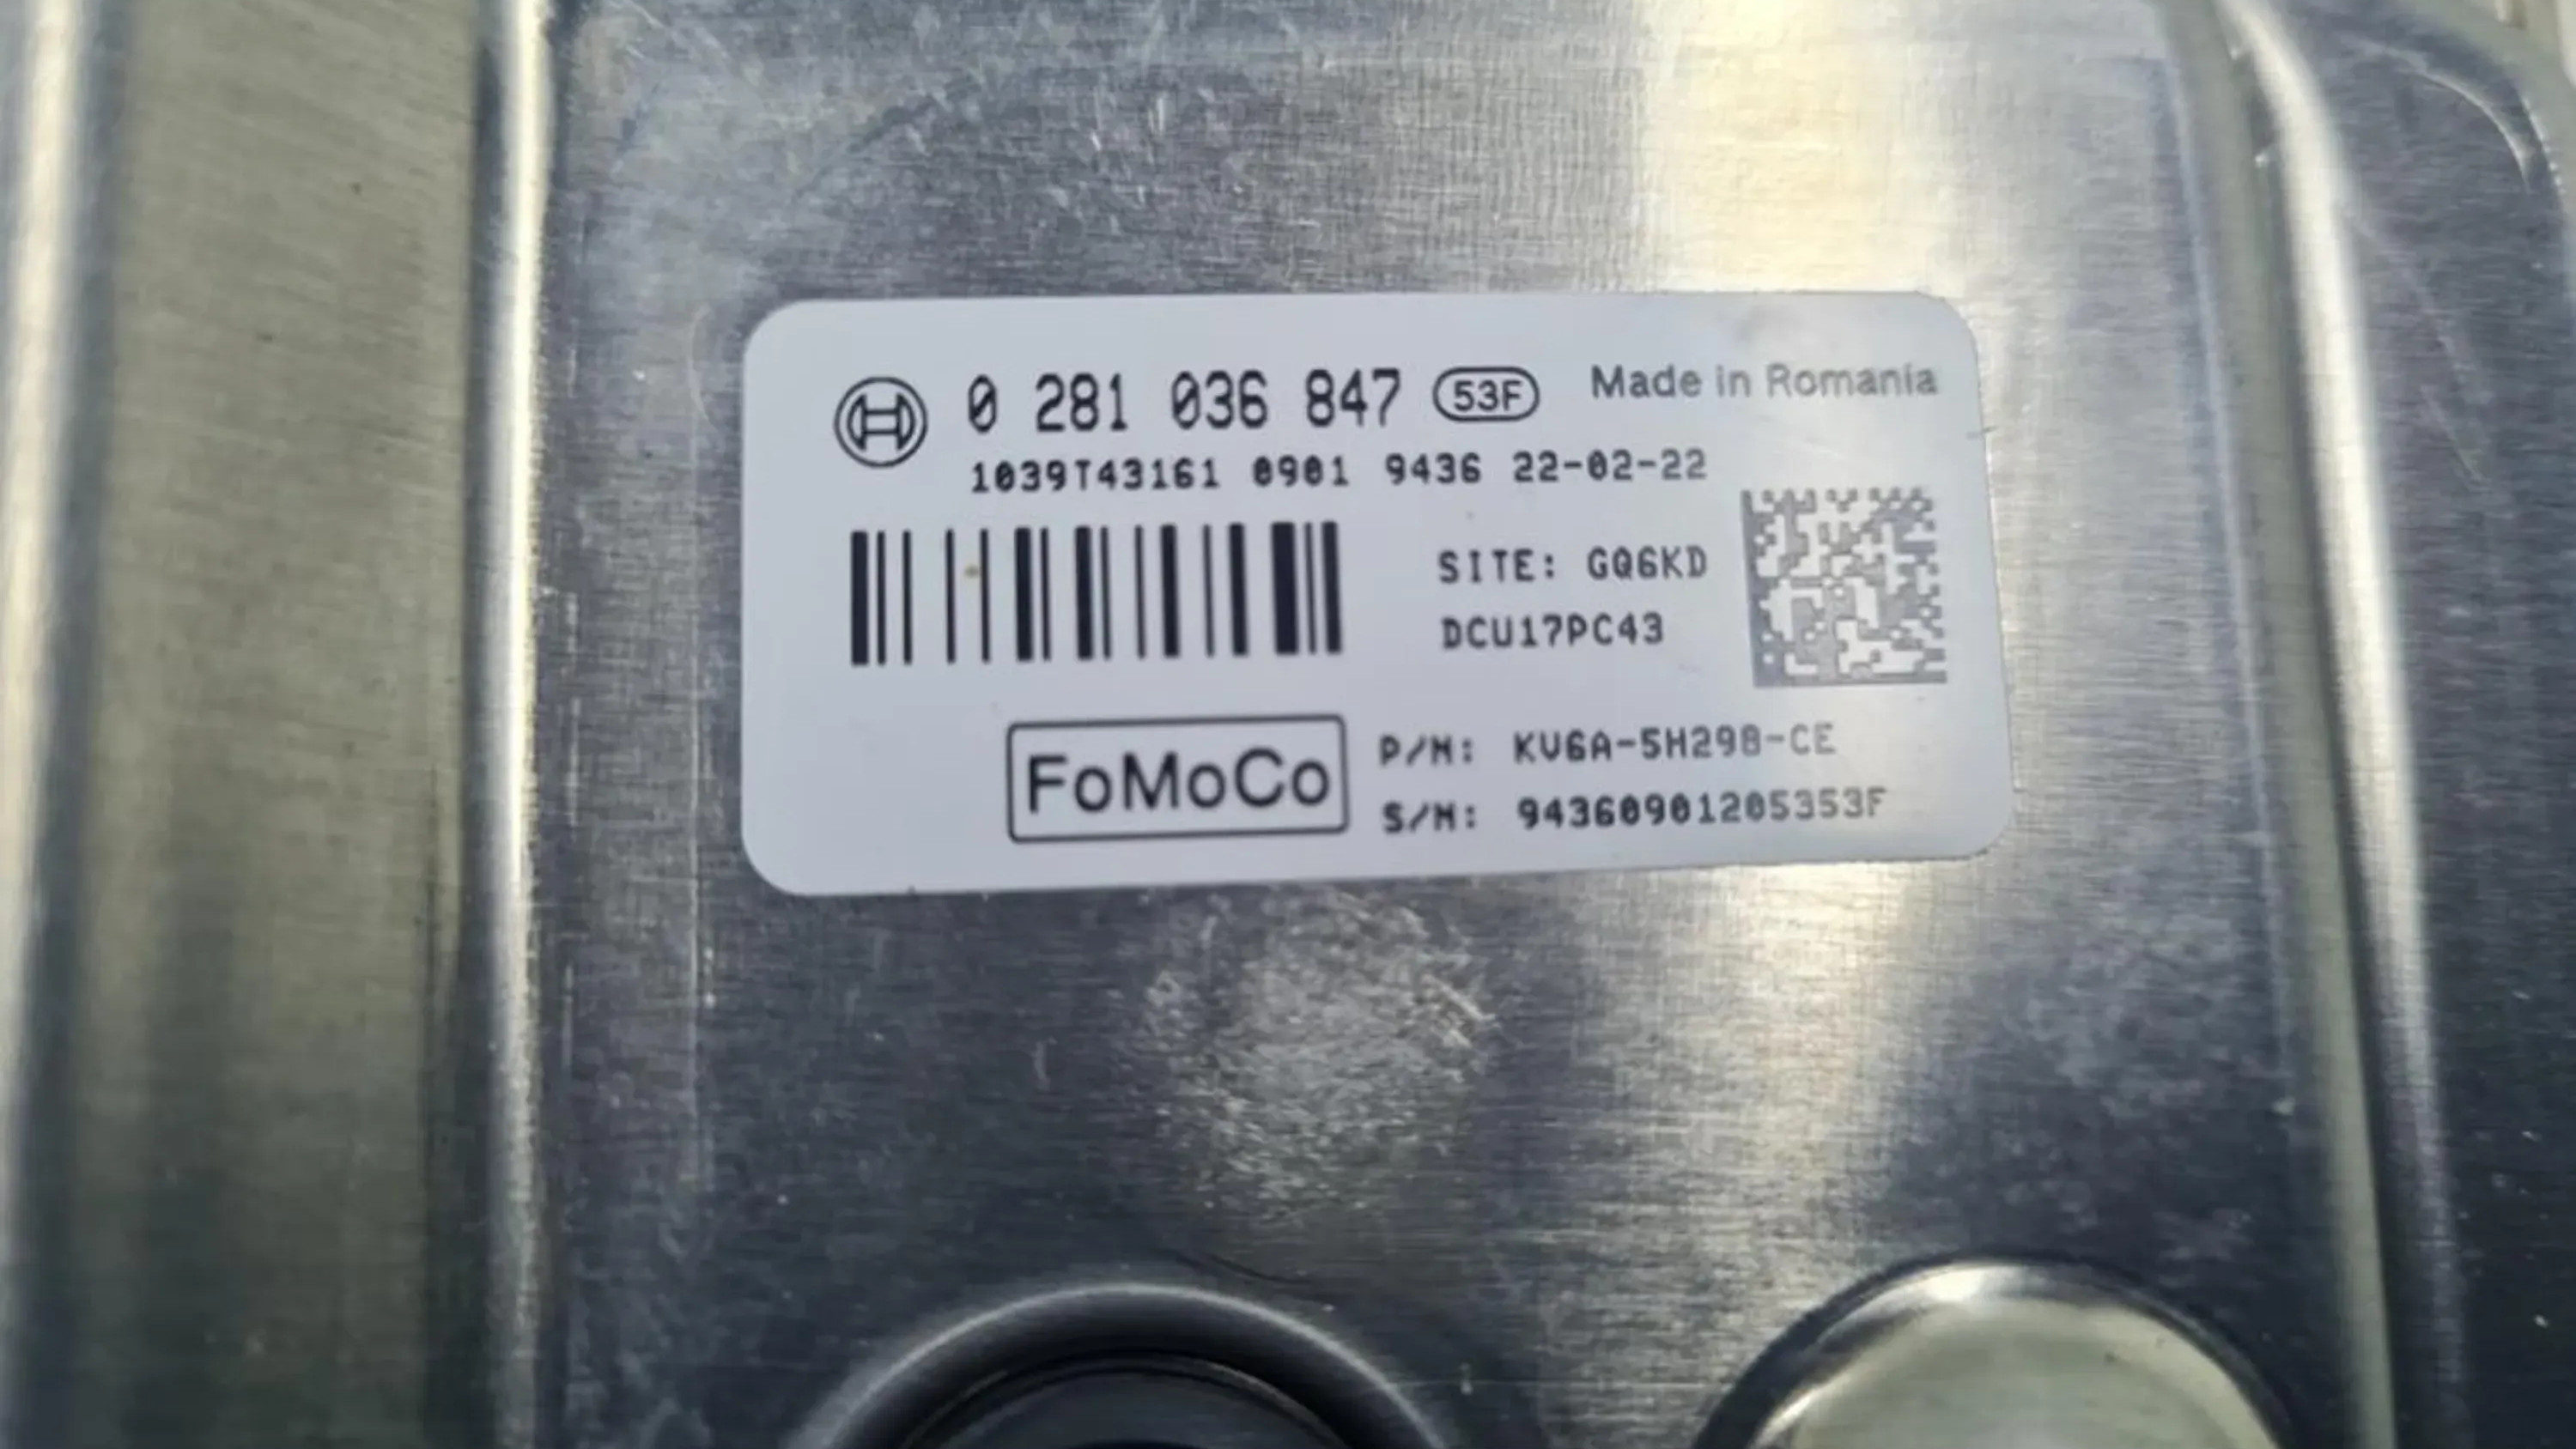 0 281 036 847 53F Made in Romania
1039T43161 0901 9436 22-02-22
SITE: GQ6KD
DCU17PC43
FoMoCo
P/N: KV6A-5H298-CE
S/N: 94360901205353F